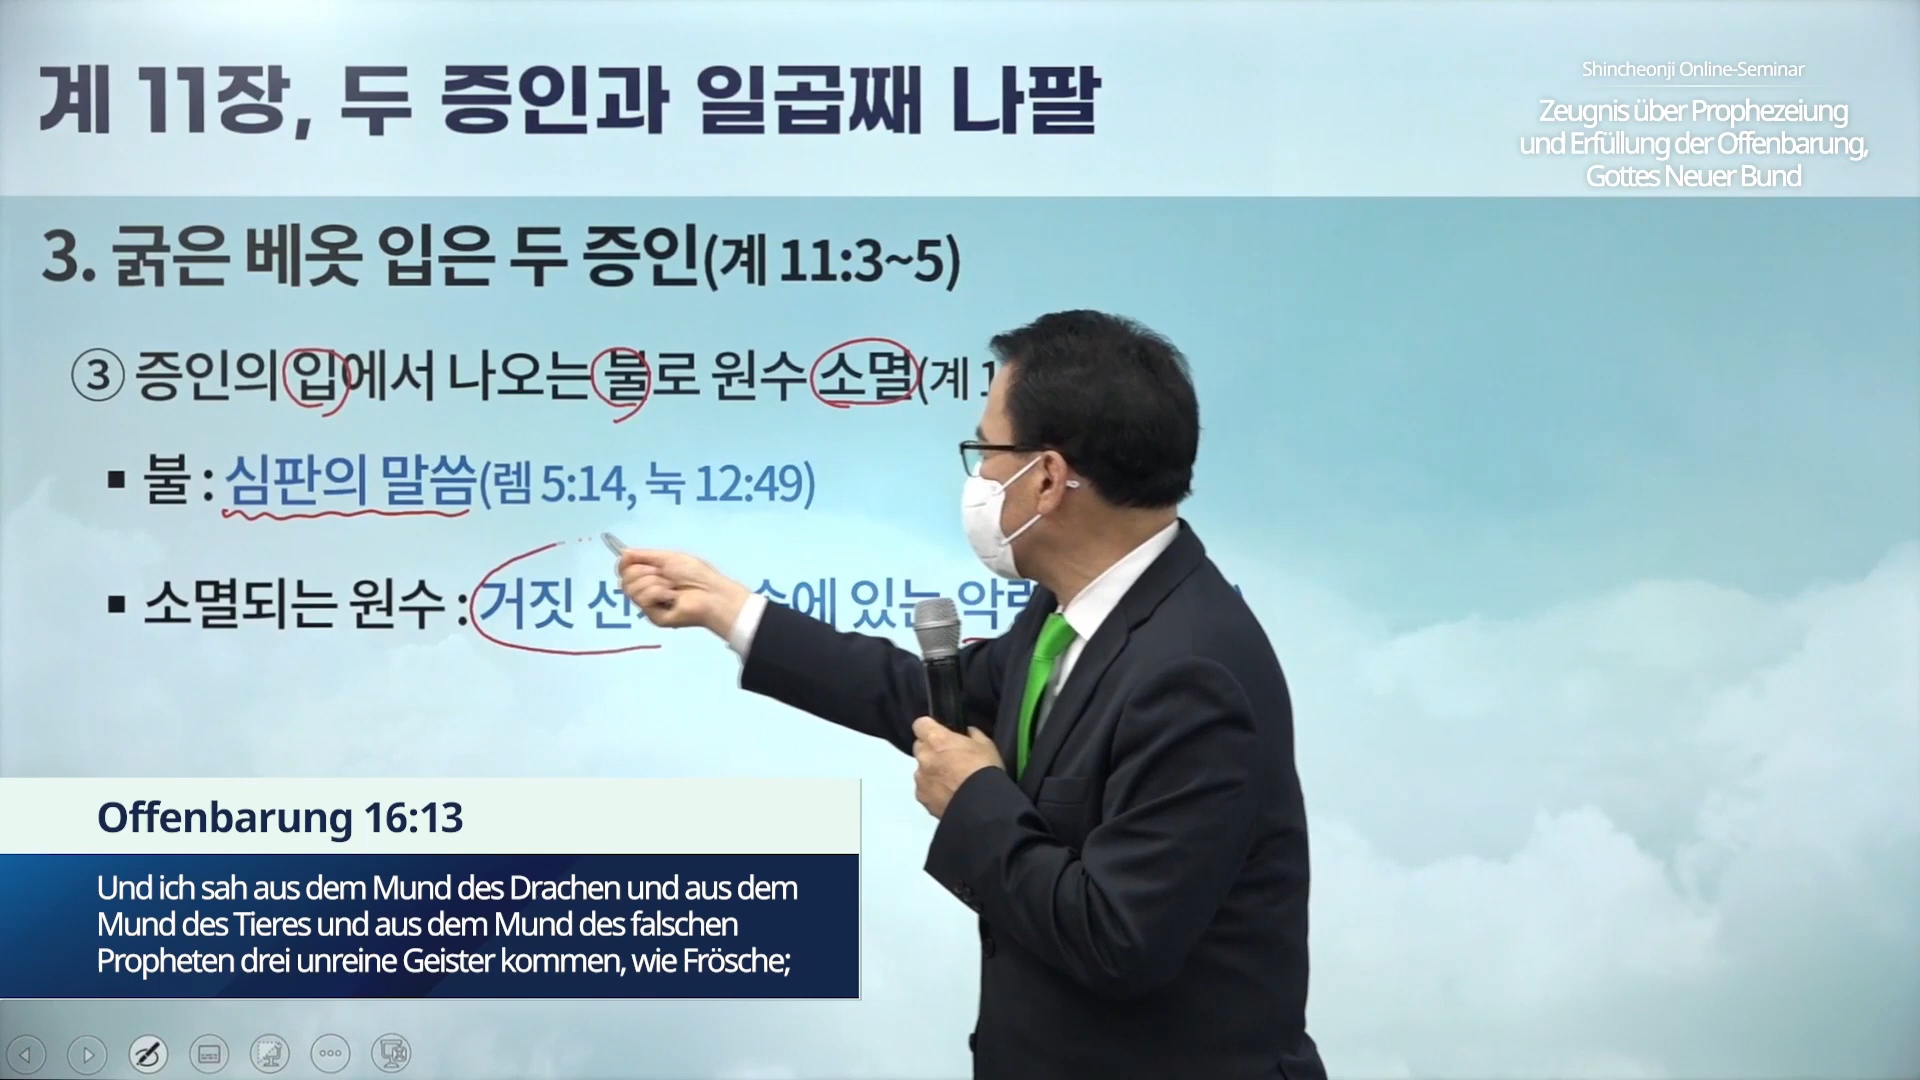 계 11장, 두 증인과 일곱째 나팔
Shincheonji Online-Seminar
Zeugnis über Prophezeiung
und Erfüllung der Offenbarung,
Gottes Neuer Bund
3. 굵은 베옷 입은 두 증인(계 11:3~5)
③ 증인의 입에서 나오는 불로 원수 소멸(계
▪ 불 : 심판의 말씀(렘 5:14, 눅 12:49)
▪ 소멸되는 원수 : 거짓 있는
Offenbarung 16:13
Und ich sah aus dem Mund des Drachen und aus dem
Mund des Tieres und aus dem Mund des falschen
Propheten drei unreine Geister kommen, wie Frösche;